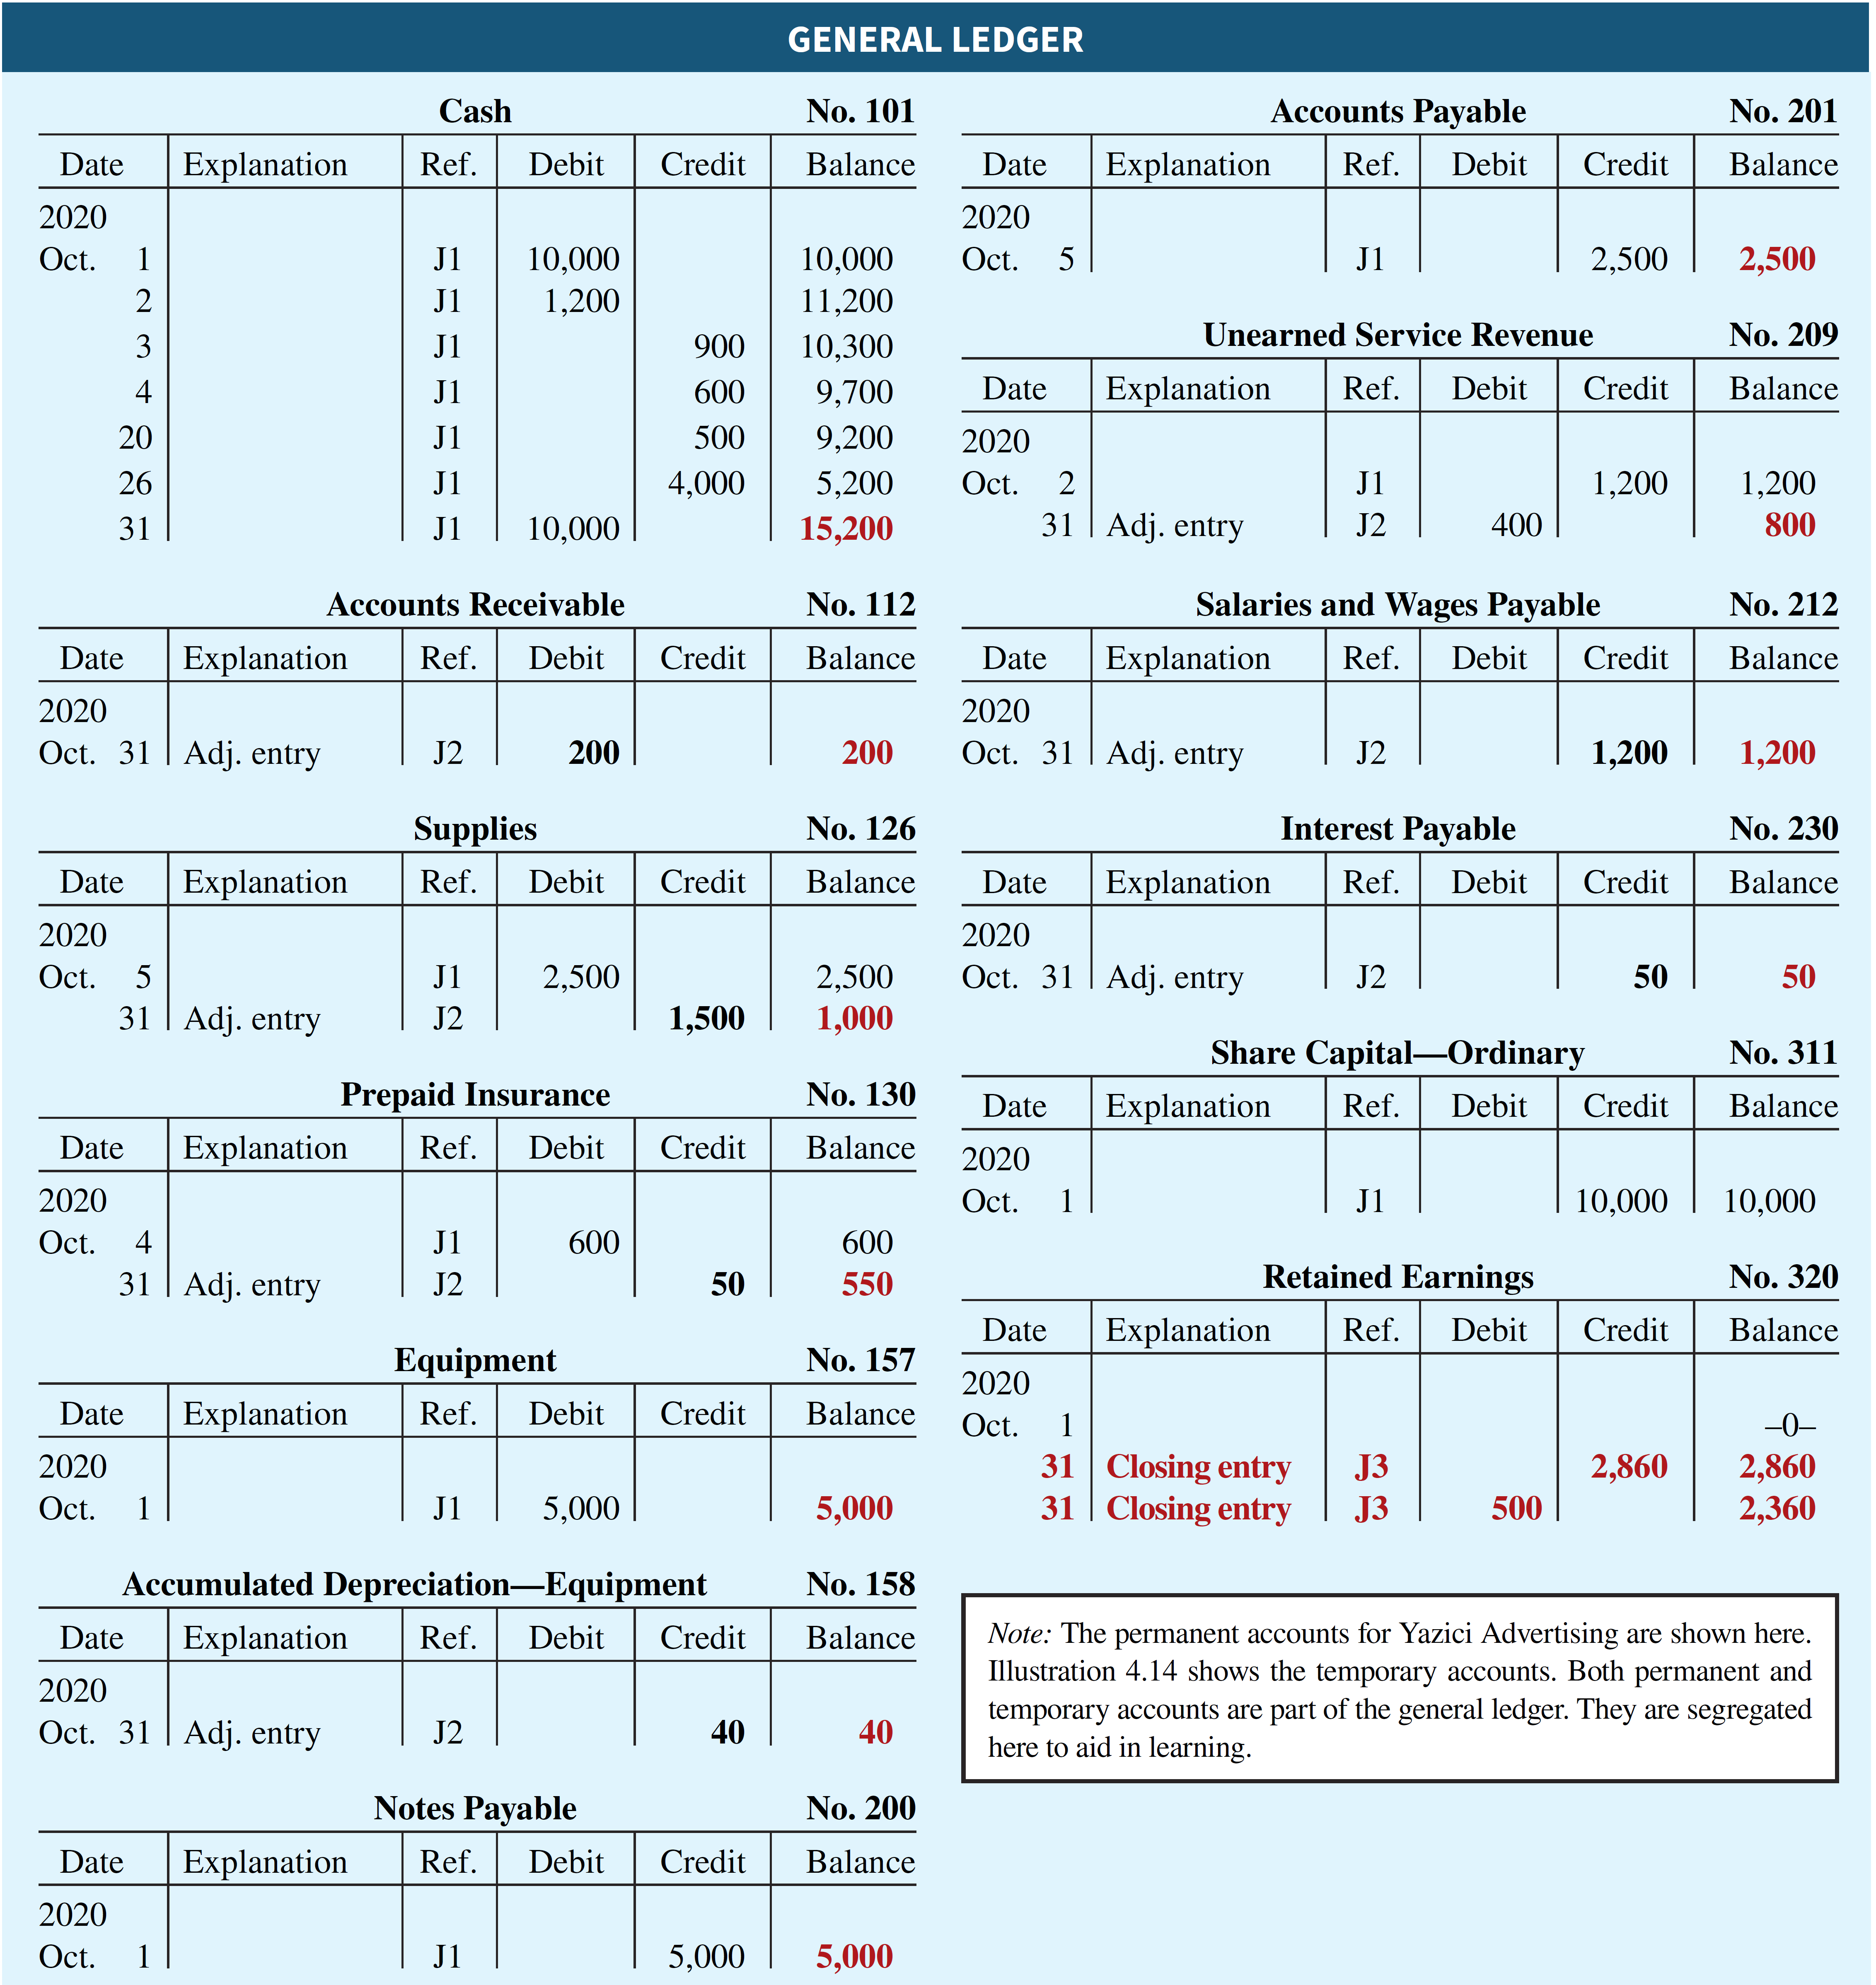 GENERAL LEDGER
Cash No. 101
Date Explanation Ref. Debit Credit Balance
2020
Oct. 1 J1 10,000 10,000
2 J1 1,200 11,200
3 J1 900 10,300
4 J1 600 9,700
20 J1 500 9,200
26 J1 4,000 5,200
31 J1 10,000 15,200
Accounts Receivable No. 112
Date Explanation Ref. Debit Credit Balance
2020
Oct. 31 Adj. entry J2 200 200
Supplies No. 126
Date Explanation Ref. Debit Credit Balance
2020
Oct. 5 J1 2,500 2,500
31 Adj. entry J2 1,500 1,000
Prepaid Insurance No. 130
Date Explanation Ref. Debit Credit Balance
2020
Oct. 4 J1 600 600
31 Adj. entry J2 50 550
Equipment No. 157
Date Explanation Ref. Debit Credit Balance
2020
Oct. 1 J1 5,000 5,000
Accumulated Depreciation—Equipment No. 158
Date Explanation Ref. Debit Credit Balance
2020
Oct. 31 Adj. entry J2 40 40
Notes Payable No. 200
Date Explanation Ref. Debit Credit Balance
2020
Oct. 1 J1 5,000 5,000
Accounts Payable No. 201
Date Explanation Ref. Debit Credit Balance
2020
Oct. 5 J1 2,500 2,500
Unearned Service Revenue No. 209
Date Explanation Ref. Debit Credit Balance
2020
Oct. 2 J1 1,200 1,200
31 Adj. entry J2 400 800
Salaries and Wages Payable No. 212
Date Explanation Ref. Debit Credit Balance
2020
Oct. 31 Adj. entry J2 1,200 1,200
Interest Payable No. 230
Date Explanation Ref. Debit Credit Balance
2020
Oct. 31 Adj. entry J2 50 50
Share Capital—Ordinary No. 311
Date Explanation Ref. Debit Credit Balance
2020
Oct. 1 J1 10,000 10,000
Retained Earnings No. 320
Date Explanation Ref. Debit Credit Balance
2020
Oct. 1 –0–
31 Closing entry J3 2,860 2,860
31 Closing entry J3 500 2,360
Note: The permanent accounts for Yazici Advertising are shown here.
Illustration 4.14 shows the temporary accounts. Both permanent and
temporary accounts are part of the general ledger. They are segregated
here to aid in learning.